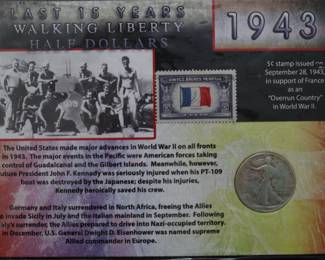 LAST 15 YEARS
WALKING LIBERTY
HALF DOLLARS
1943
5¢ stamp issued on
September 28, 1943,
in support of France
as an
"Overrun Country"
in World War II.
The United States made major advances in World War II on all fronts
in 1943. The major events in the Pacific were American forces taking
control of Guadalcanal and the Gilbert Islands. Meanwhile, however,
uture President John F. Kennady was seriously injured when his PT-109
boat was destroyed by the Japanese; despite his injuries,
Kennedy heroically saved his crew.
Germany and Italy surrendered in North Africa, freeing the Allies
o invade Sicily in July and the Italian mainland in September. Following
aly's surrender, the Allies prepared to drive into Nazi-occupied territory.
in December, U.S. General Dwight D. Eisenhower was named supreme
Allied commander in Europe.